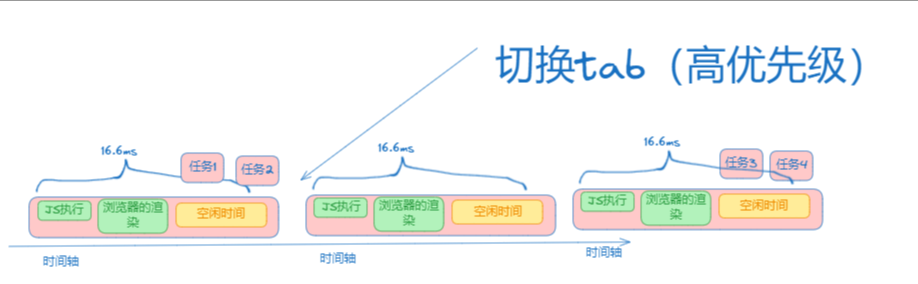 切换tab（高优先级）
16.6ms
任务1
任务2
JS执行
浏览器的渲
染
空闲时间
时间轴
16.6ms
JS执行
浏览器的渲
染
空闲时间
时间轴
16.6ms
任务3
任务4
JS执行
浏览器的渲
染
空闲时间
时间轴